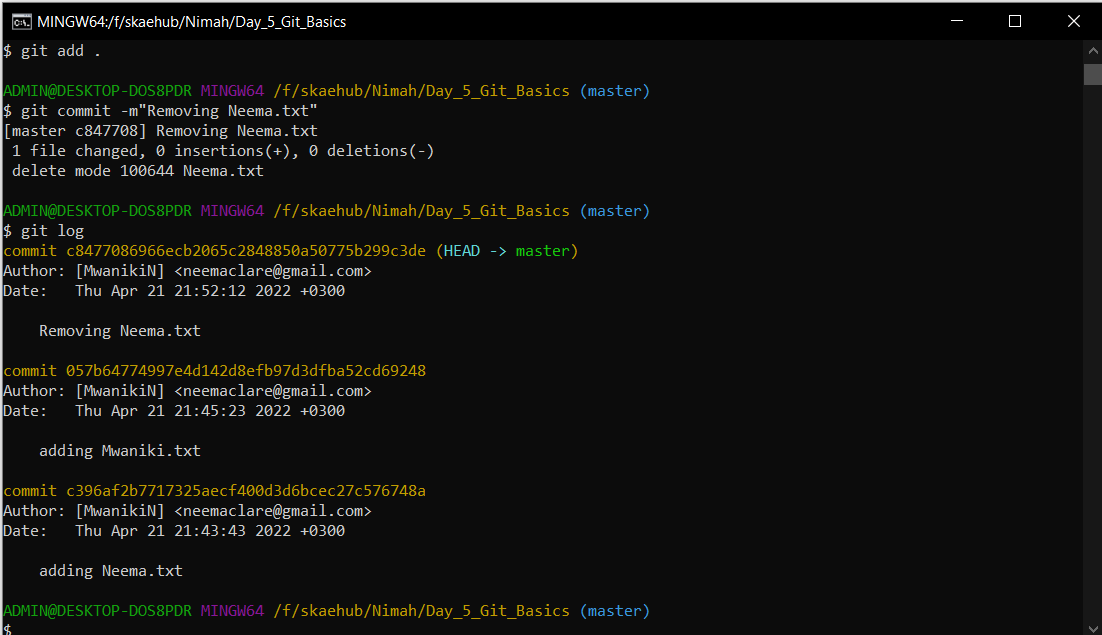 MINGW64:/f/skaehub/Nimah/Day_5_Git_Basics
$ git add .
ADMIN@DESKTOP-DOS8PDR MINGW64 /f/skaehub/Nimah/Day_5_Git_Basics (master)
$ git commit -m"Removing Neema.txt"
[master c847708] Removing Neema.txt
 1 file changed, 0 insertions(+), 0 deletions(-)
 delete mode 100644 Neema.txt
ADMIN@DESKTOP-DOS8PDR MINGW64 /f/skaehub/Nimah/Day_5_Git_Basics (master)
$ git log
commit c8477086966ecb2065c2848850a50775b299c3de (HEAD -> master)
Author: [MwanikiN] <neemaclare@gmail.com>
Date:   Thu Apr 21 21:52:12 2022 +0300
    Removing Neema.txt
commit 057b64774997e4d142d8efb97d3dfba52cd69248
Author: [MwanikiN] <neemaclare@gmail.com>
Date:   Thu Apr 21 21:45:23 2022 +0300
    adding Mwaniki.txt
commit c396af2b7717325aecf400d3d6bcec27c576748a
Author: [MwanikiN] <neemaclare@gmail.com>
Date:   Thu Apr 21 21:43:43 2022 +0300
    adding Neema.txt
ADMIN@DESKTOP-DOS8PDR MINGW64 /f/skaehub/Nimah/Day_5_Git_Basics (master)
$